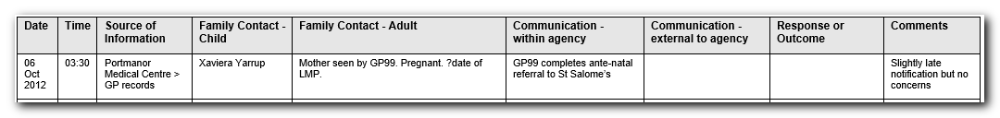 Date
Time
Source of
Information
Family Contact -
Child
Family Contact - Adult
Communication -
within agency
Communication -
external to agency
Response or
Outcome
Comments
06
Oct
2012
03:30
Portmanor
Medical Centre >
GP records
Xaviera Yarrup
Mother seen by GP99. Pregnant. ?date of
LMP.
GP99 completes ante-natal
referral to St Salome's
Slightly late
notification but no
concerns